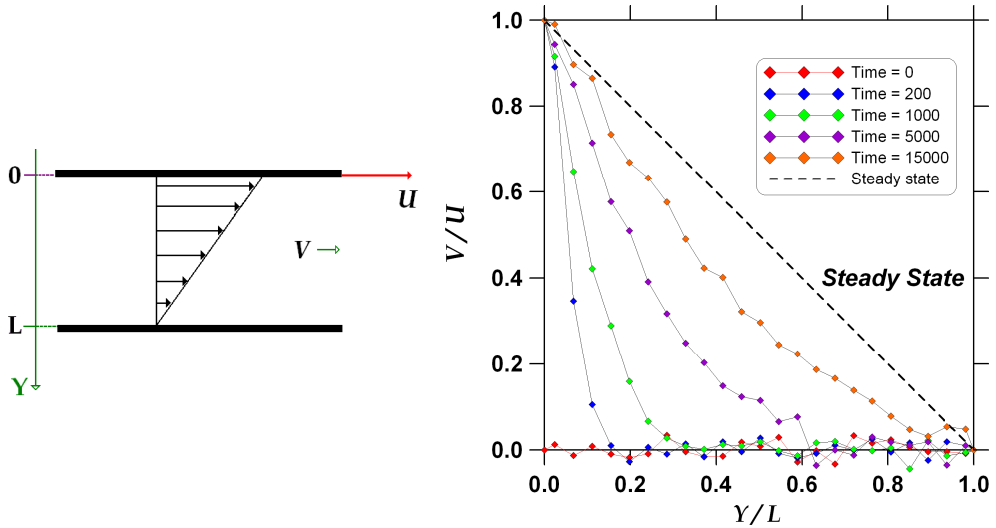 0
U
V
L
Y
1.0
0.8
0.6
0.4
0.2
0.0
V/U
Time = 0
Time = 200
Time = 1000
Time = 5000
Time = 15000
Steady state
Steady State
0.0
0.2
0.4
0.6
0.8
1.0
Y/L